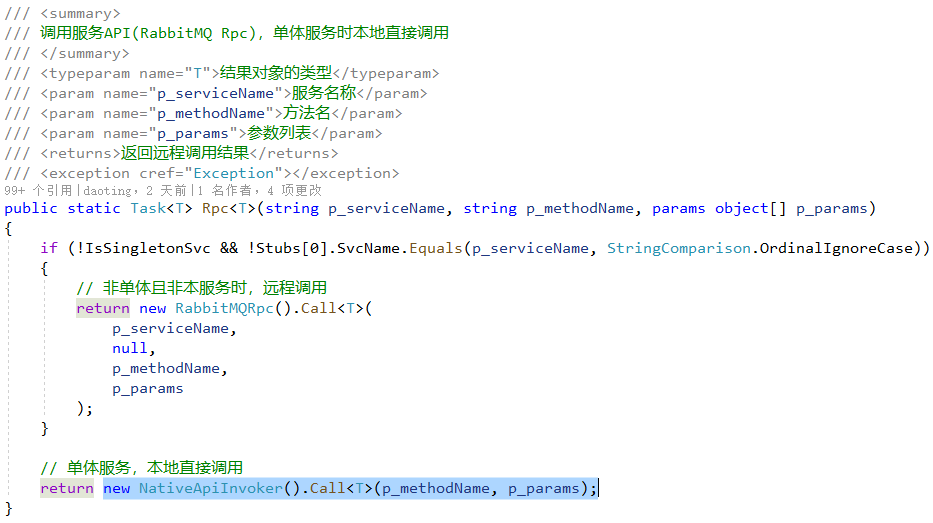 /// <summary>
/// 调用服务API(RabbitMQ Rpc)，单体服务时本地直接调用
/// </summary>
/// <typeparam name="T">结果对象的类型</typeparam>
/// <param name="p_serviceName">服务名称</param>
/// <param name="p_methodName">方法名</param>
/// <param name="p_params">参数列表</param>
/// <returns>返回远程调用结果</returns>
/// <exception cref="Exception"></exception>
99+ 个引用|daoting，2 天前|1 名作者，4 项更改
public static Task<T> Rpc<T>(string p_serviceName, string p_methodName, params object[] p_params)
{
    if (!IsSingletonSvc && !Stubs[0].SvcName.Equals(p_serviceName, StringComparison.OrdinalIgnoreCase))
    {
        // 非单体且非本服务时，远程调用
        return new RabbitMQRpc().Call<T>(
            p_serviceName,
            null,
            p_methodName,
            p_params
        );
    }
    // 单体服务，本地直接调用
    return new NativeApiInvoker().Call<T>(p_methodName, p_params);
}